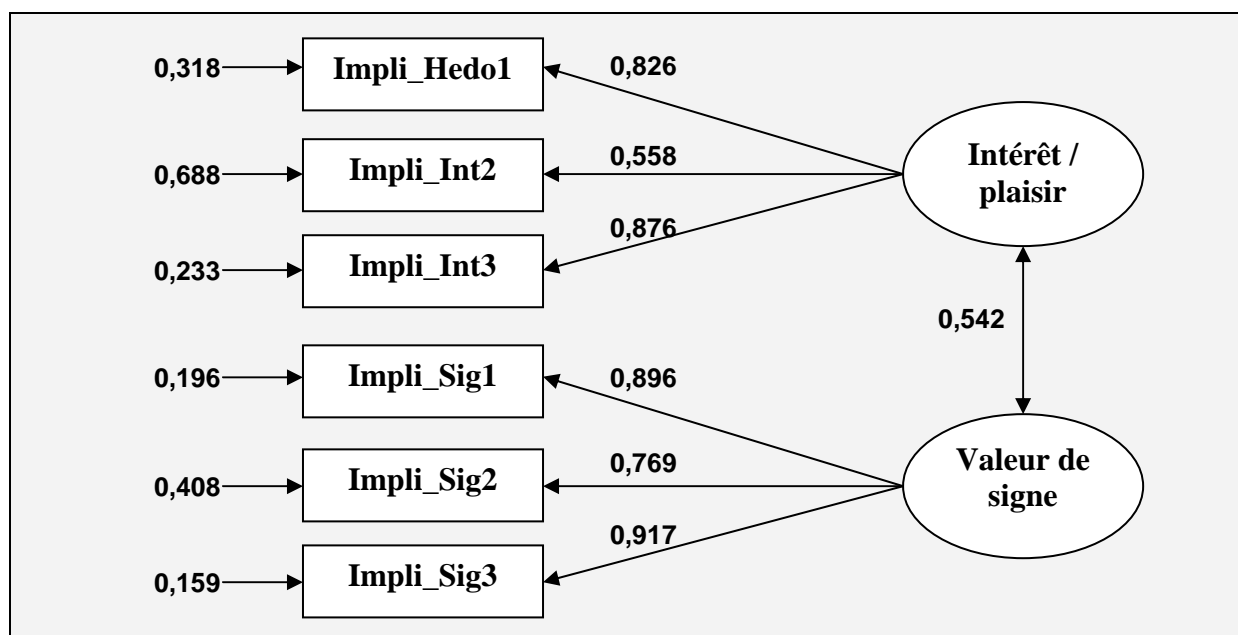 0,318 Impli_Hedo1 0,826
0,688 Impli_Int2 0,558
Intérêt /
plaisir
0,233 Impli_Int3 0,876
0,542
0,196 Impli_Sig1 0,896
0,408 Impli_Sig2 0,769
Valeur de
signe
0,159 Impli_Sig3 0,917